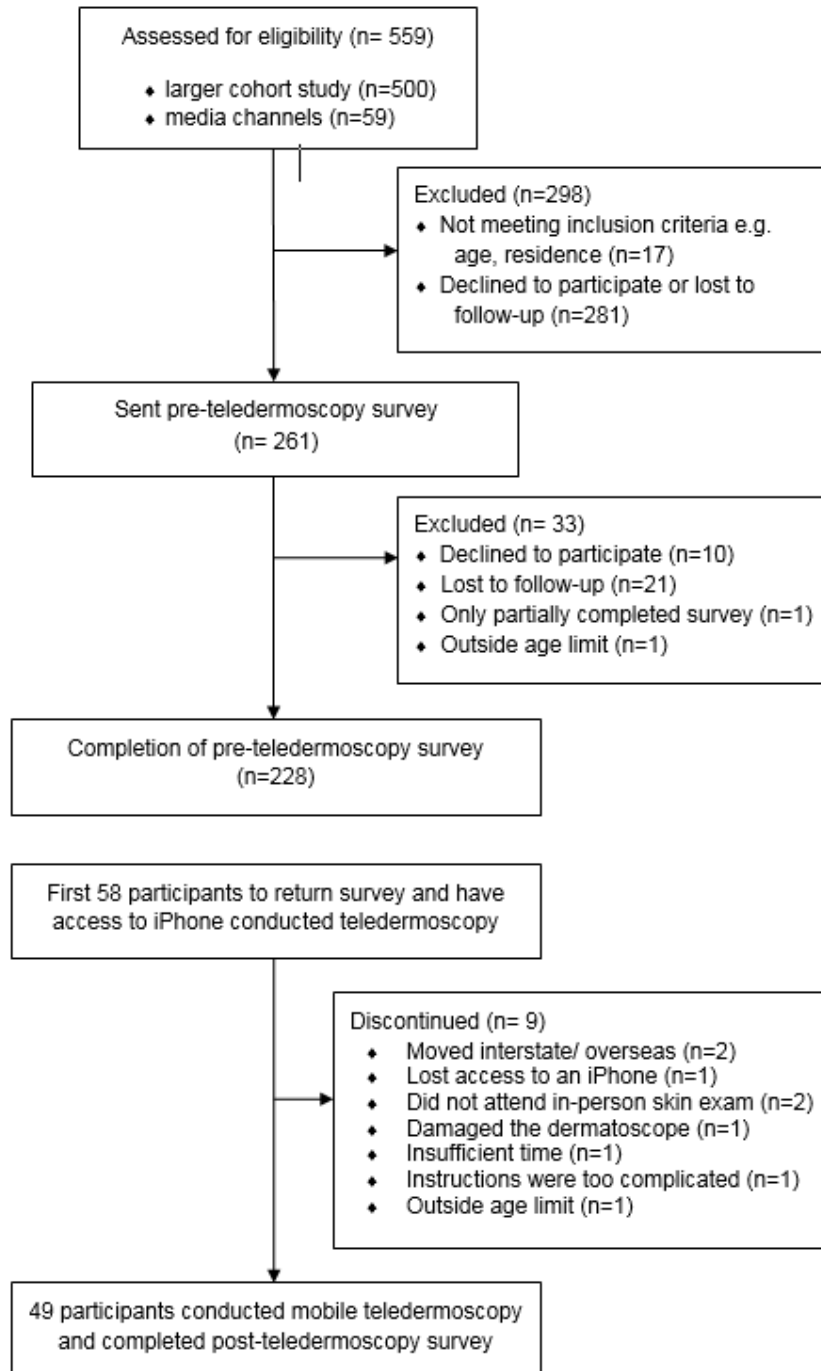 Assessed for eligibility (n= 559)
♦ larger cohort study (n=500)
♦ media channels (n=59)
Excluded (n=298)
♦ Not meeting inclusion criteria e.g.
age, residence (n=17)
♦ Declined to participate or lost to
follow-up (n=281)
Sent pre-teledermoscopy survey
(n= 261)
Excluded (n= 33)
♦ Declined to participate (n=10)
♦ Lost to follow-up (n=21)
♦ Only partially completed survey (n=1)
♦ Outside age limit (n=1)
Completion of pre-teledermoscopy survey
(n=228)
First 58 participants to return survey and have
access to iPhone conducted teledermoscopy
Discontinued (n= 9)
♦ Moved interstate/ overseas (n=2)
♦ Lost access to an iPhone (n=1)
♦ Did not attend in-person skin exam (n=2)
♦ Damaged the dermatoscope (n=1)
♦ Insufficient time (n=1)
♦ Instructions were too complicated (n=1)
♦ Outside age limit (n=1)
49 participants conducted mobile teledermoscopy
and completed post-teledermoscopy survey